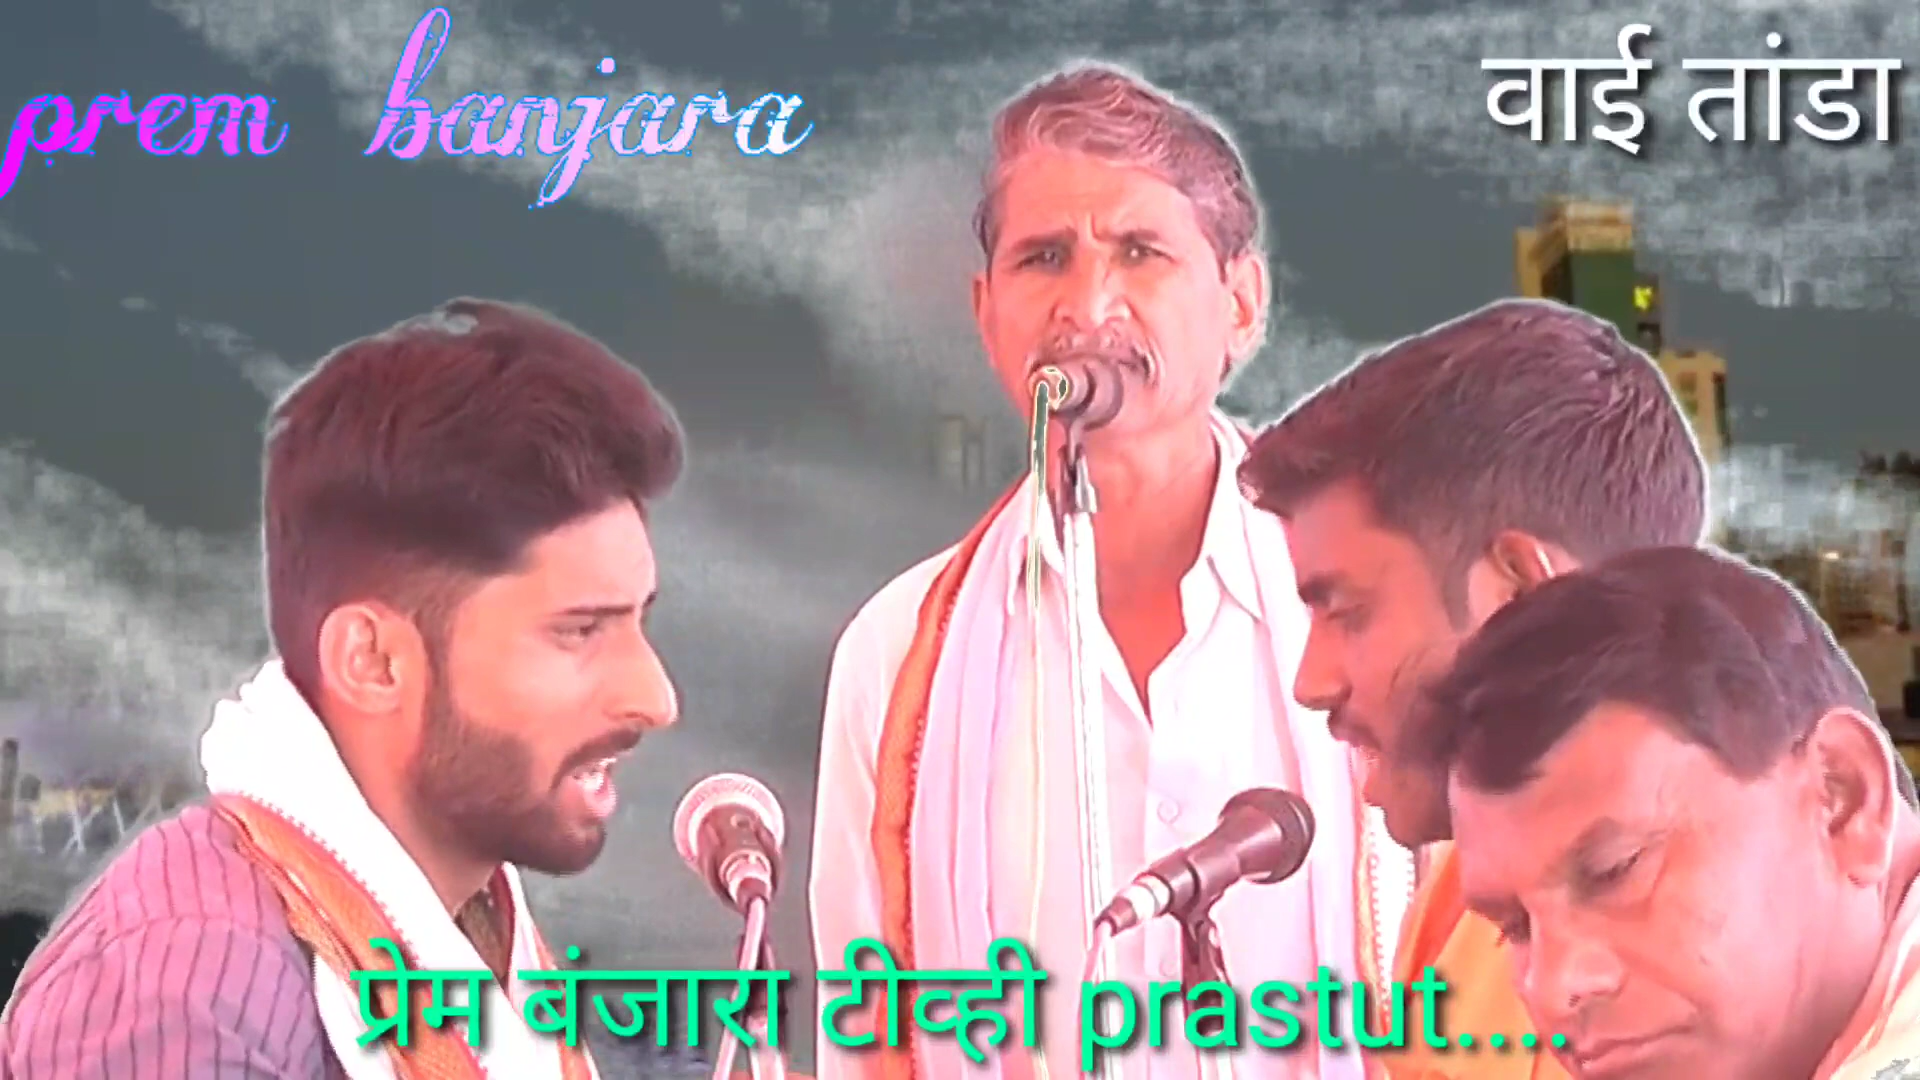 prem banjara
वाई तांडा
प्रेम बंजारा टीव्ही prastut....